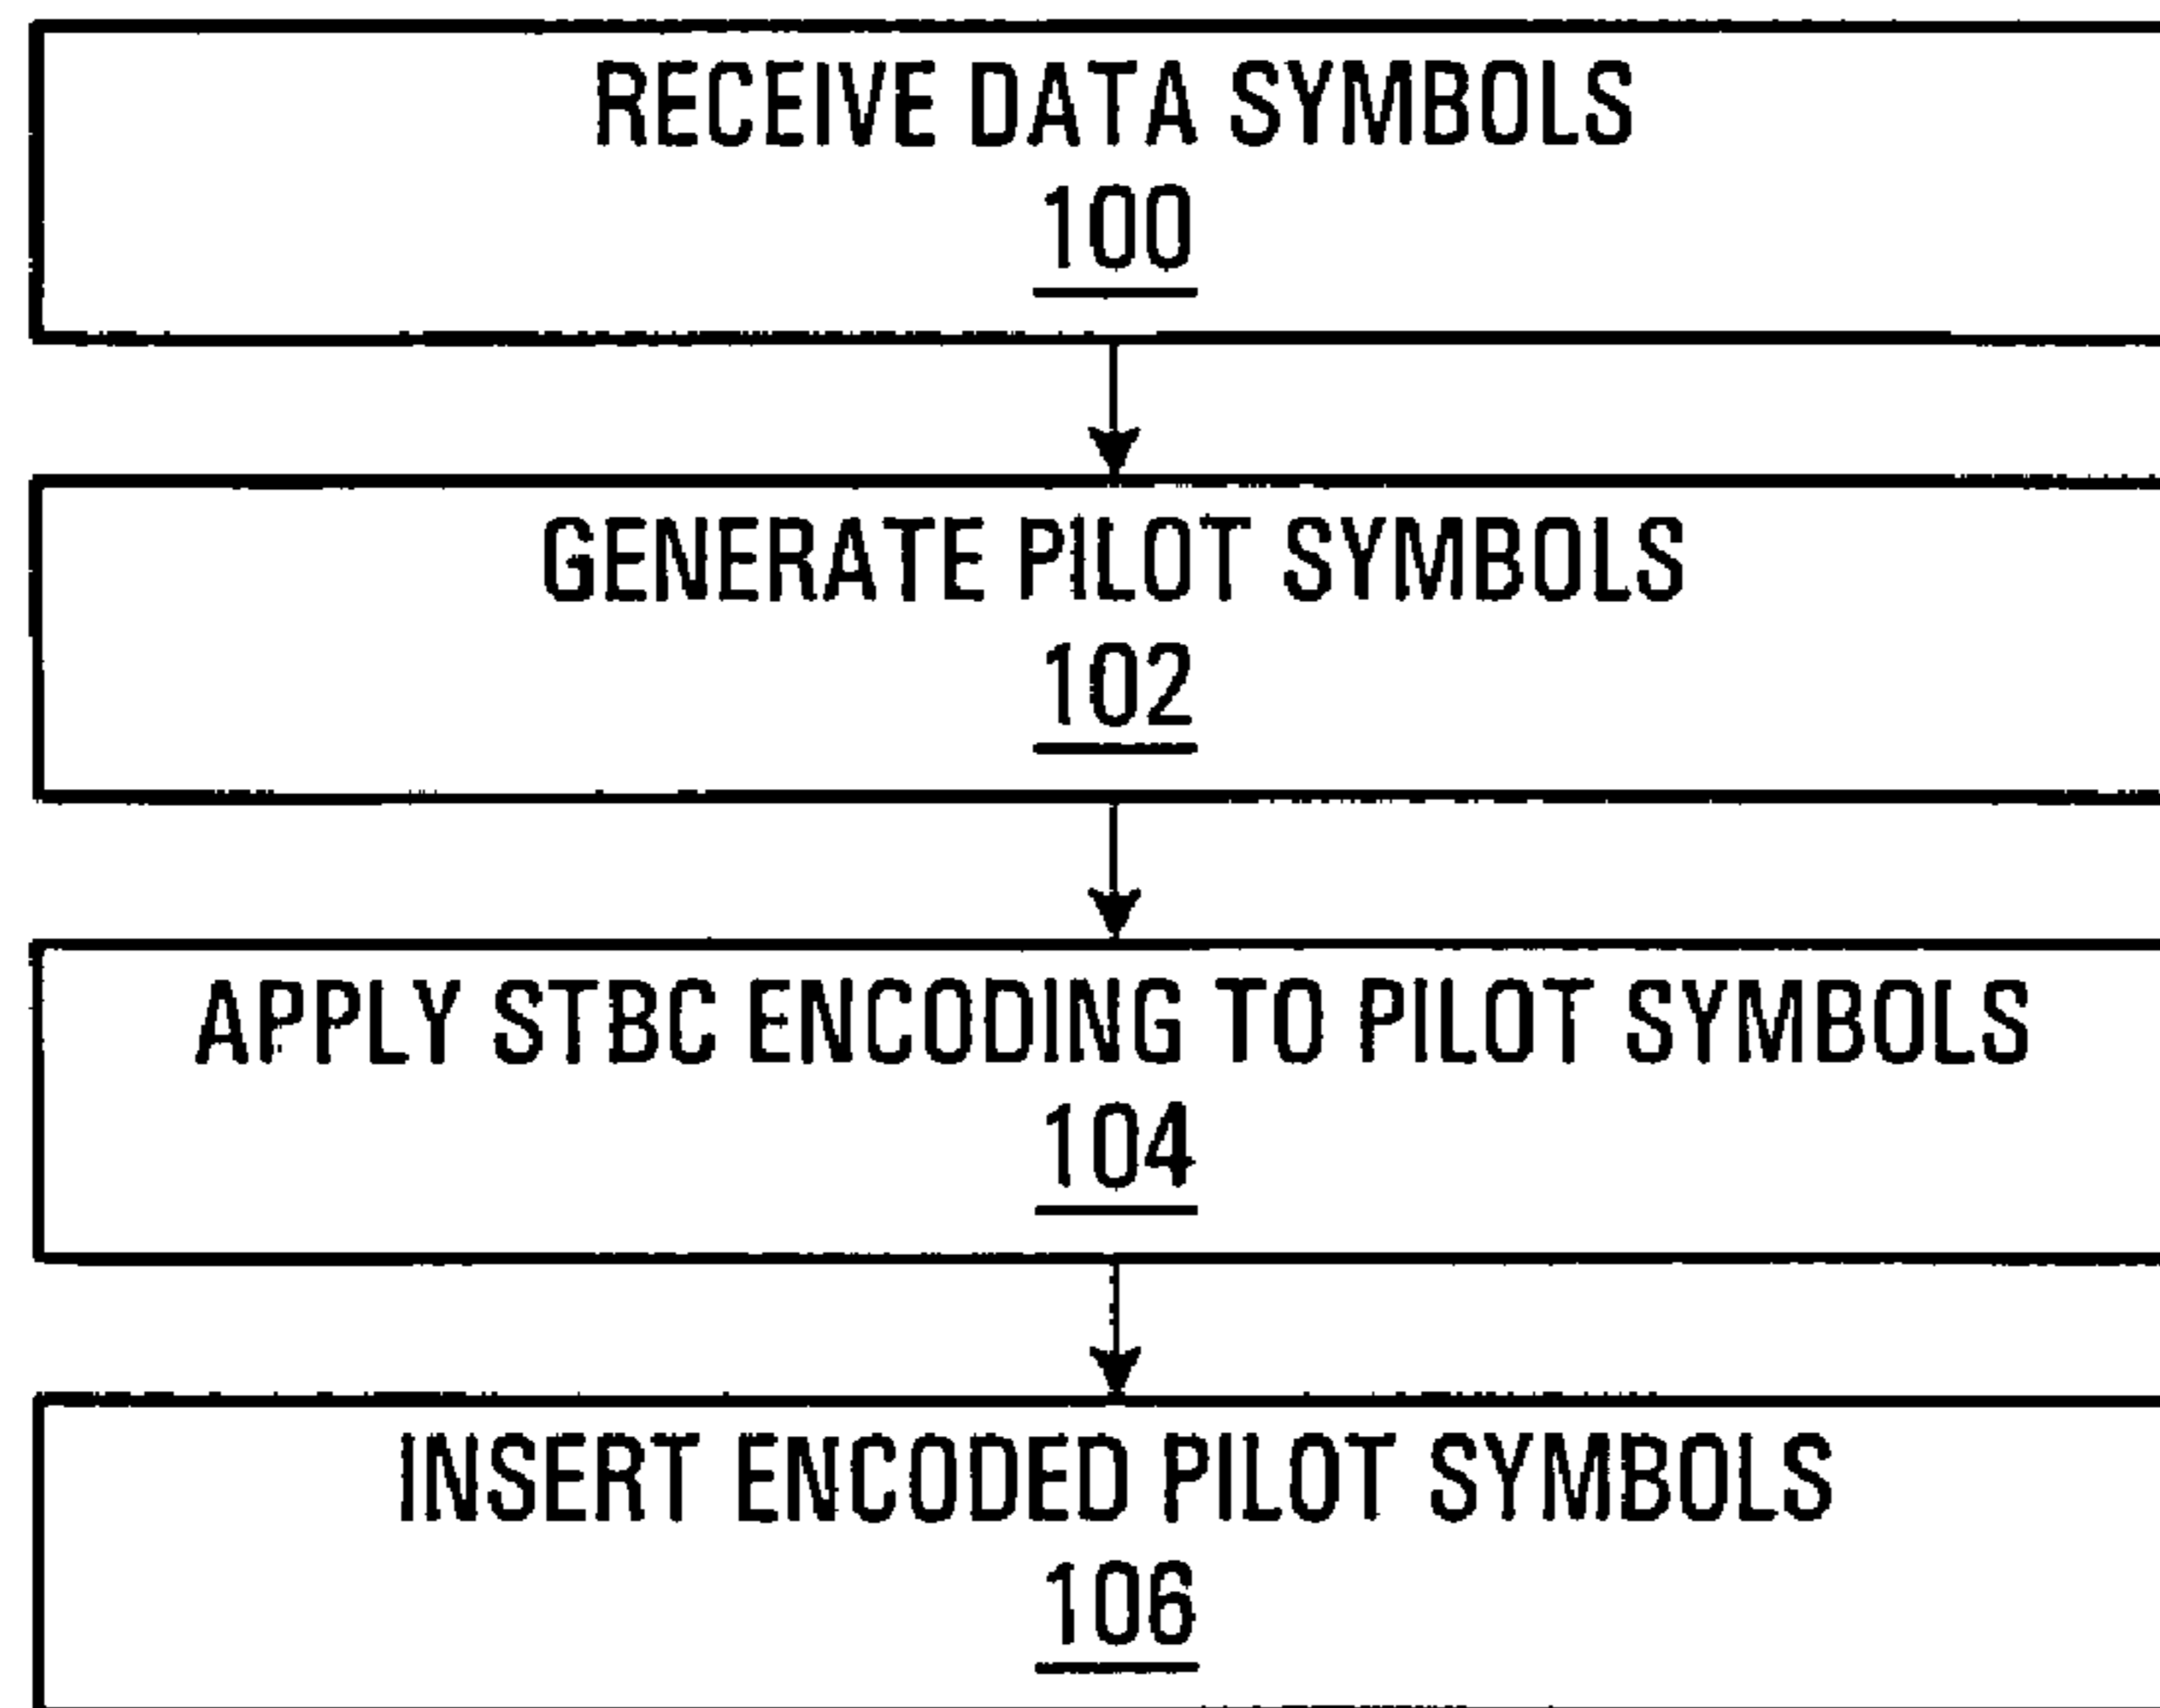 RECEIVE DATA SYMBOLS
100
GENERATE PILOT SYMBOLS
102
APPLY STBC ENCODING TO PILOT SYMBOLS
104
INSERT ENCODED PILOT SYMBOLS
106